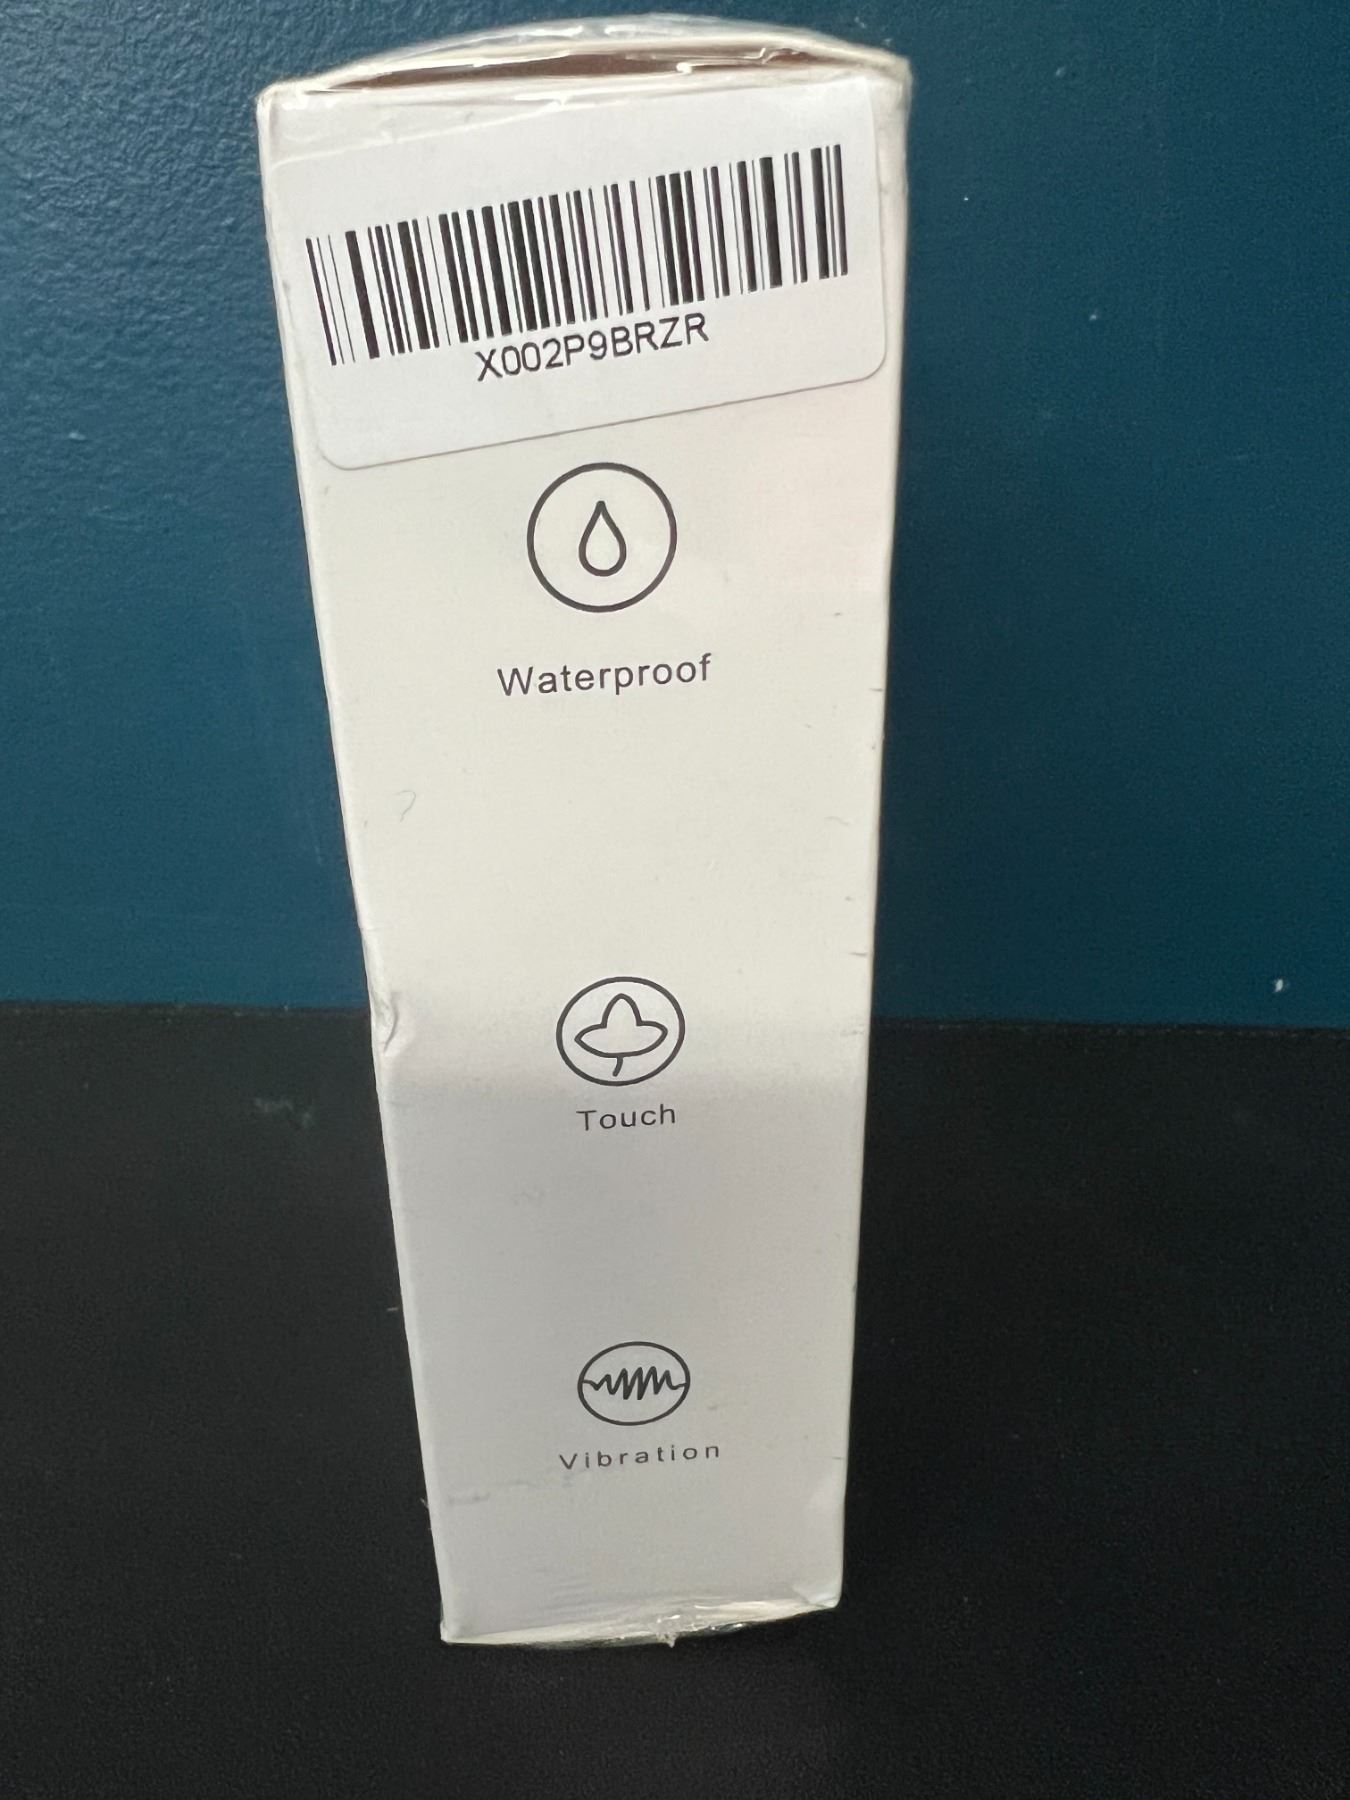 X002P9BRZR
Waterproof
Touch
Vibration